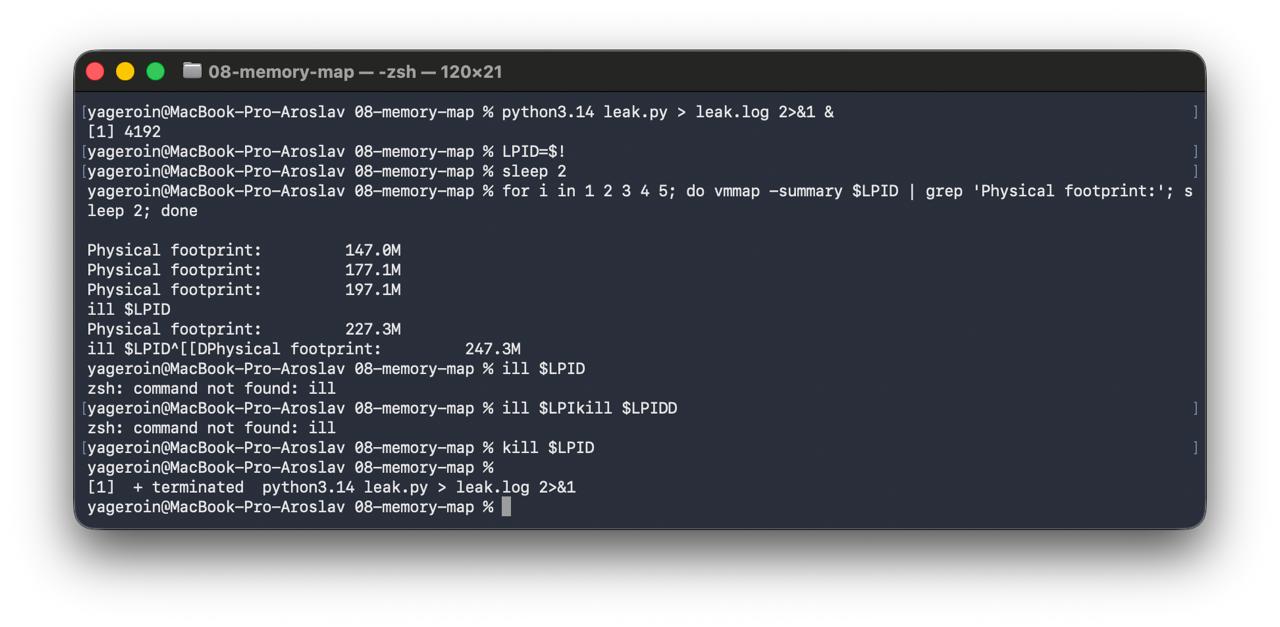 08-memory-map — -zsh — 120×21
[yageroin@MacBook-Pro-Aroslav 08-memory-map % python3.14 leak.py > leak.log 2>&1 & ]
[1] 4192
[yageroin@MacBook-Pro-Aroslav 08-memory-map % LPID=$! ]
[yageroin@MacBook-Pro-Aroslav 08-memory-map % sleep 2 ]
yageroin@MacBook-Pro-Aroslav 08-memory-map % for i in 1 2 3 4 5; do vmmap -summary $LPID | grep 'Physical footprint:'; s
leep 2; done
Physical footprint:         147.0M
Physical footprint:         177.1M
Physical footprint:         197.1M
ill $LPID
Physical footprint:         227.3M
ill $LPID^[[DPhysical footprint:         247.3M
yageroin@MacBook-Pro-Aroslav 08-memory-map % ill $LPID
zsh: command not found: ill
[yageroin@MacBook-Pro-Aroslav 08-memory-map % ill $LPIkill $LPIDD ]
zsh: command not found: ill
[yageroin@MacBook-Pro-Aroslav 08-memory-map % kill $LPID ]
yageroin@MacBook-Pro-Aroslav 08-memory-map %
[1]  + terminated  python3.14 leak.py > leak.log 2>&1
yageroin@MacBook-Pro-Aroslav 08-memory-map %